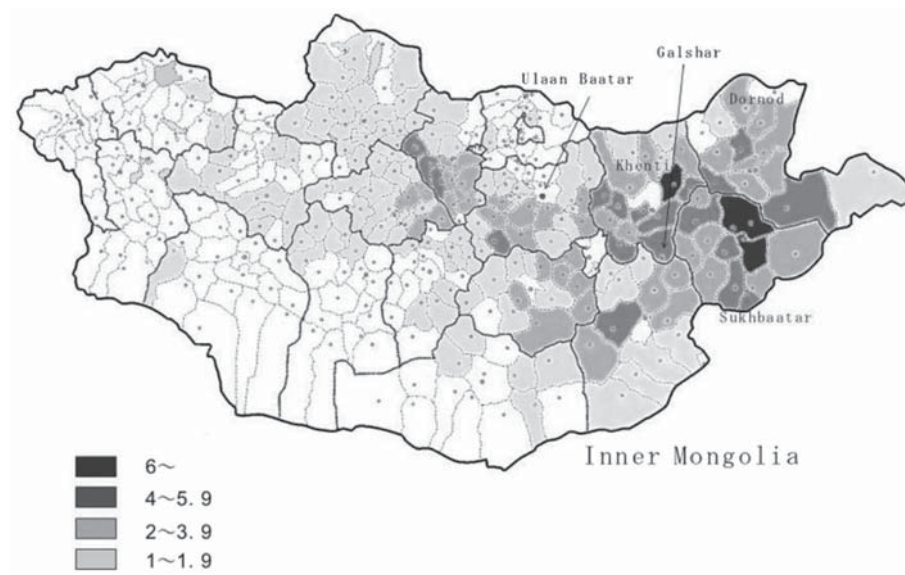 Galshar
Ulaan Baatar
Dornod
Khenti
Sukhbaatar
Inner Mongolia
6～
4～5.9
2～3.9
1～1.9